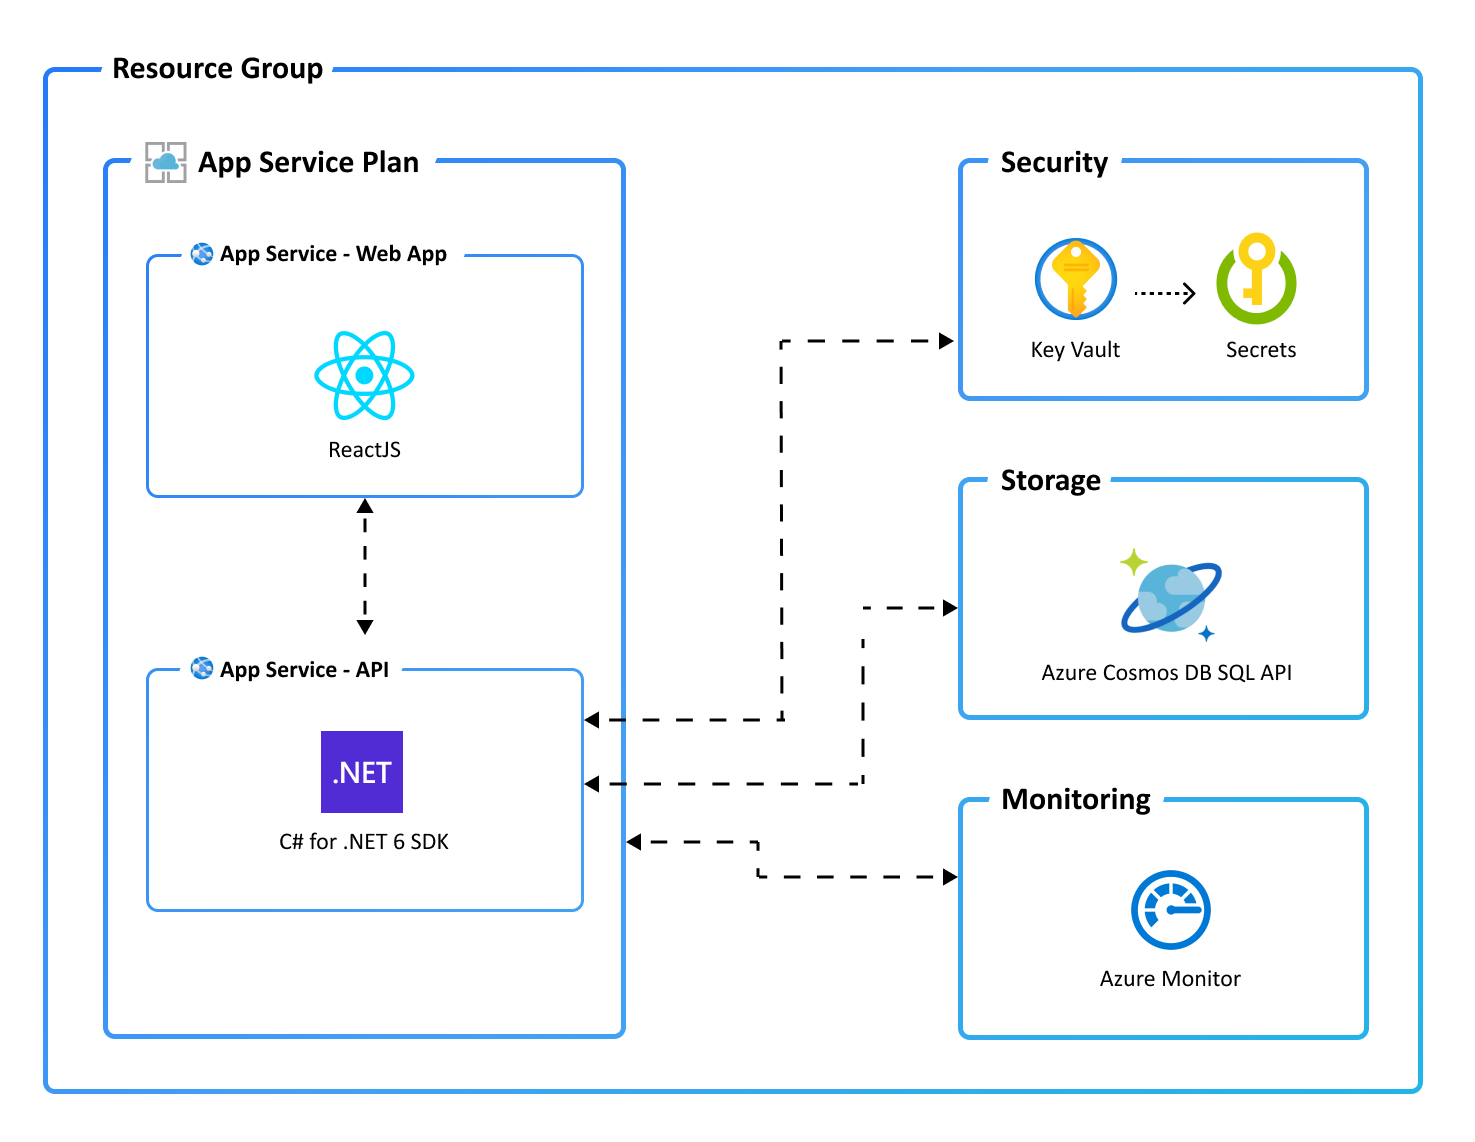 Resource Group
App Service Plan
App Service - Web App
ReactJS
App Service - API
.NET
C# for .NET 6 SDK
Security
Key Vault
Secrets
Storage
Azure Cosmos DB SQL API
Monitoring
Azure Monitor